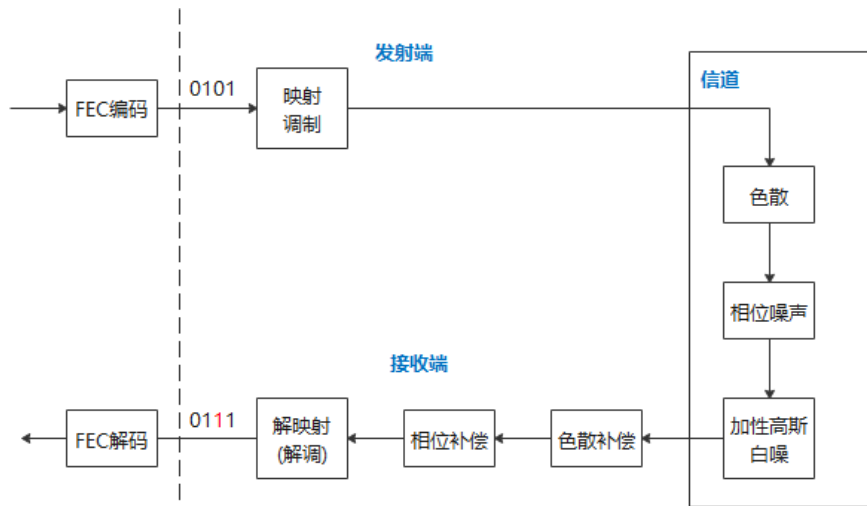 发射端
信道
FEC编码
0101
映射
调制
色散
相位噪声
接收端
FEC解码
0111
解映射
(解调)
相位补偿
色散补偿
加性高斯
白噪